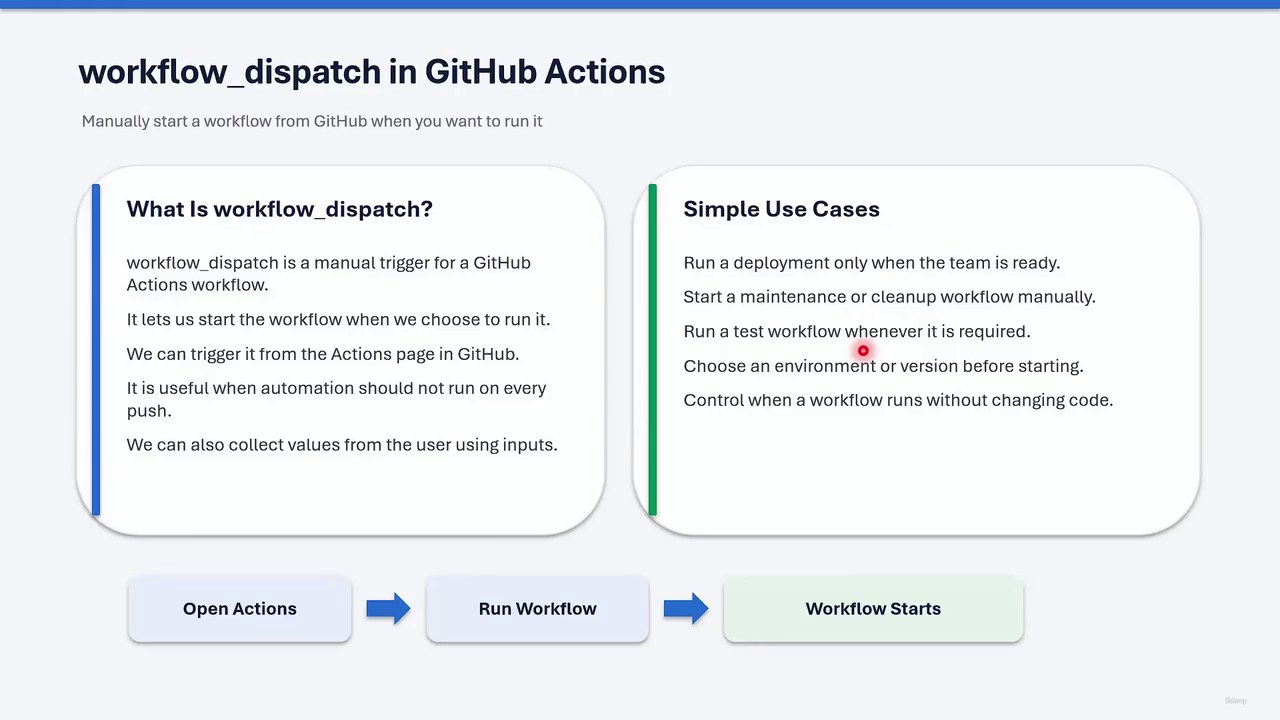 workflow_dispatch in GitHub Actions
Manually start a workflow from GitHub when you want to run it
What Is workflow_dispatch?
workflow_dispatch is a manual trigger for a GitHub
Actions workflow.
It lets us start the workflow when we choose to run it.
We can trigger it from the Actions page in GitHub.
It is useful when automation should not run on every
push.
We can also collect values from the user using inputs.
Simple Use Cases
Run a deployment only when the team is ready.
Start a maintenance or cleanup workflow manually.
Run a test workflow whenever it is required.
Choose an environment or version before starting.
Control when a workflow runs without changing code.
Open Actions
Run Workflow
Workflow Starts